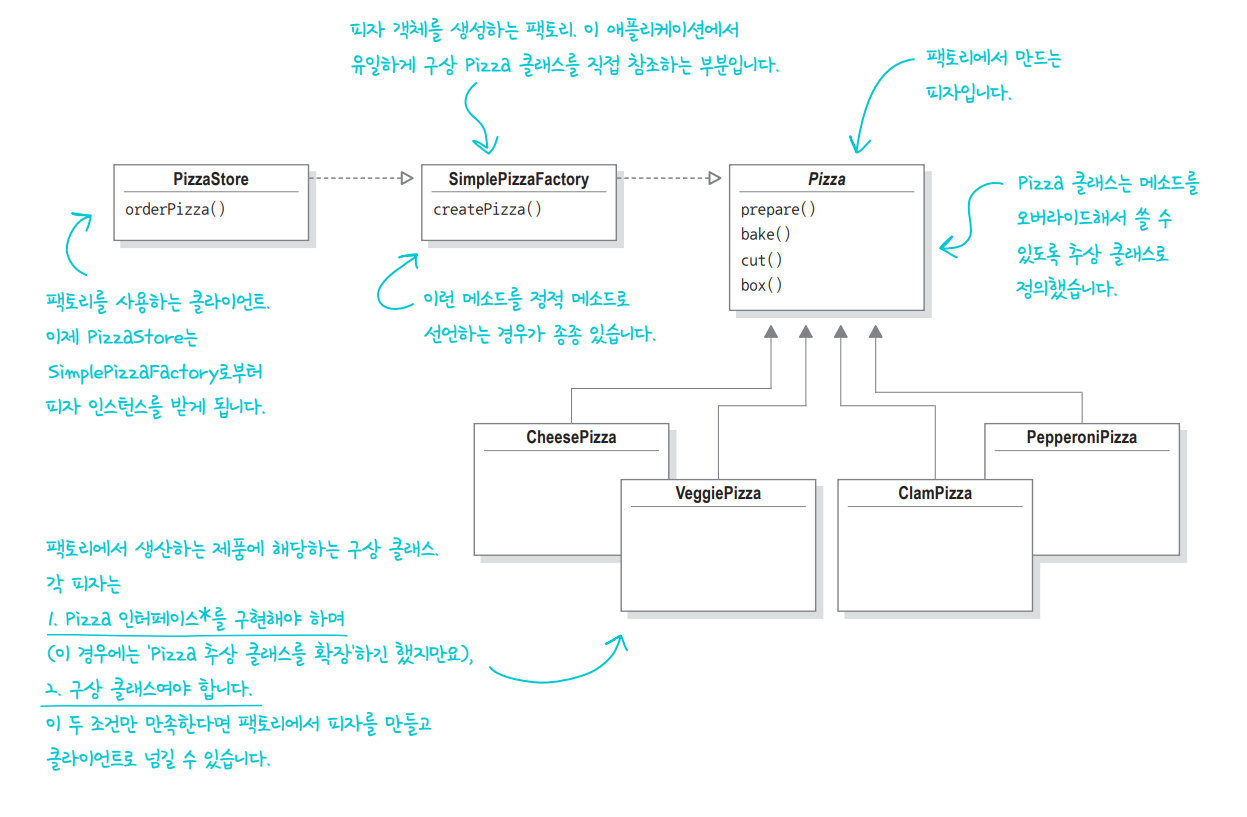 피자 객체를 생성하는 팩토리. 이 애플리케이션에서
유일하게 구상 Pizza 클래스를 직접 참조하는 부분입니다.
팩토리에서 만드는
피자입니다.
PizzaStore
orderPizza()
SimplePizzaFactory
createPizza()
Pizza
prepare()
bake()
cut()
box()
Pizza 클래스는 메소드를
오버라이드해서 쓸 수
있도록 추상 클래스로
정의했습니다.
팩토리를 사용하는 클라이언트.
이제 PizzaStore는
SimplePizzaFactory로부터
피자 인스턴스를 받게 됩니다.
이런 메소드를 정적 메소드로
선언하는 경우가 종종 있습니다.
CheesePizza
VeggiePizza
ClamPizza
PepperoniPizza
팩토리에서 생산하는 제품에 해당하는 구상 클래스.
각 피자는
1. Pizza 인터페이스*를 구현해야 하며
(이 경우에는 'Pizza 추상 클래스를 확장'하긴 했지만요),
2. 구상 클래스여야 합니다.
이 두 조건만 만족한다면 팩토리에서 피자를 만들고
클라이언트로 넘길 수 있습니다.